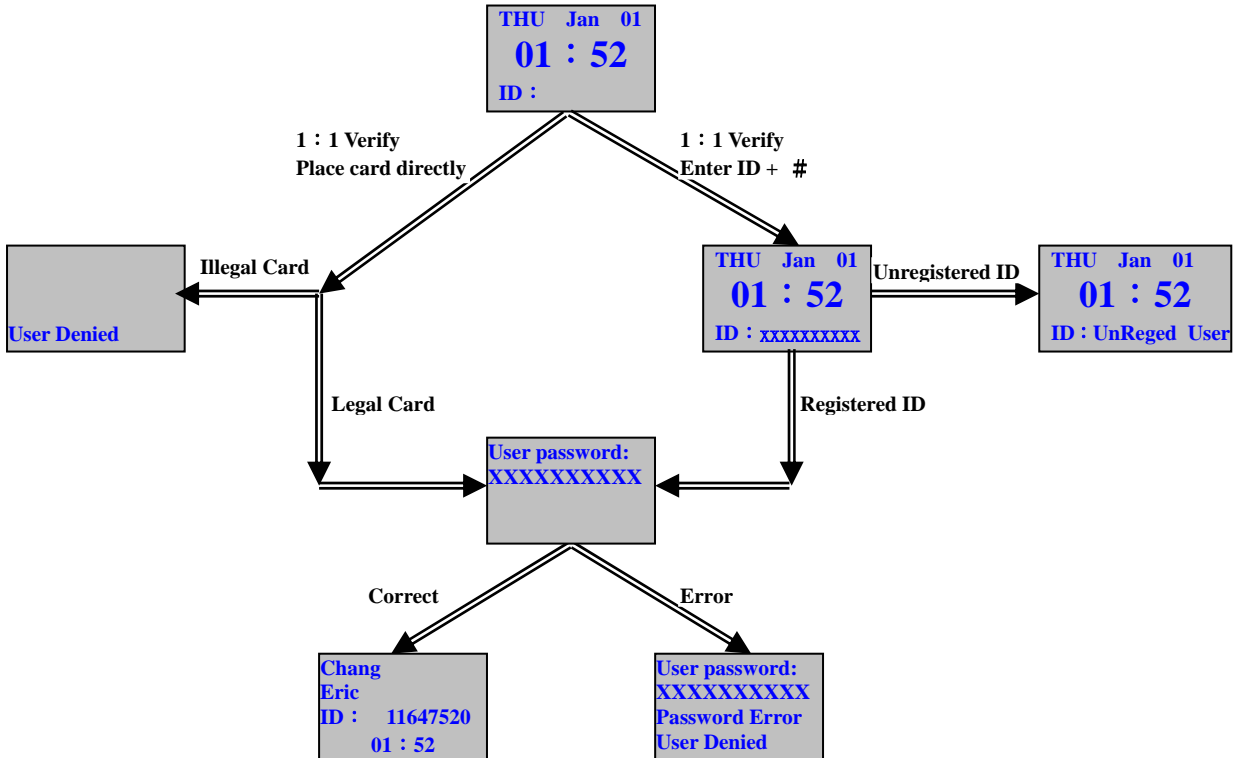 THU Jan 01
01：52
ID：
1：1 Verify
Place card directly
1：1 Verify
Enter ID + #
Illegal Card
User Denied
THU Jan 01
01：52
ID：xxxxxxxxxx
Unregistered ID
THU Jan 01
01：52
ID：UnReged User
Legal Card
Registered ID
User password:
XXXXXXXXXX
Correct
Error
Chang
Eric
ID： 11647520
01：52
User password:
XXXXXXXXXX
Password Error
User Denied